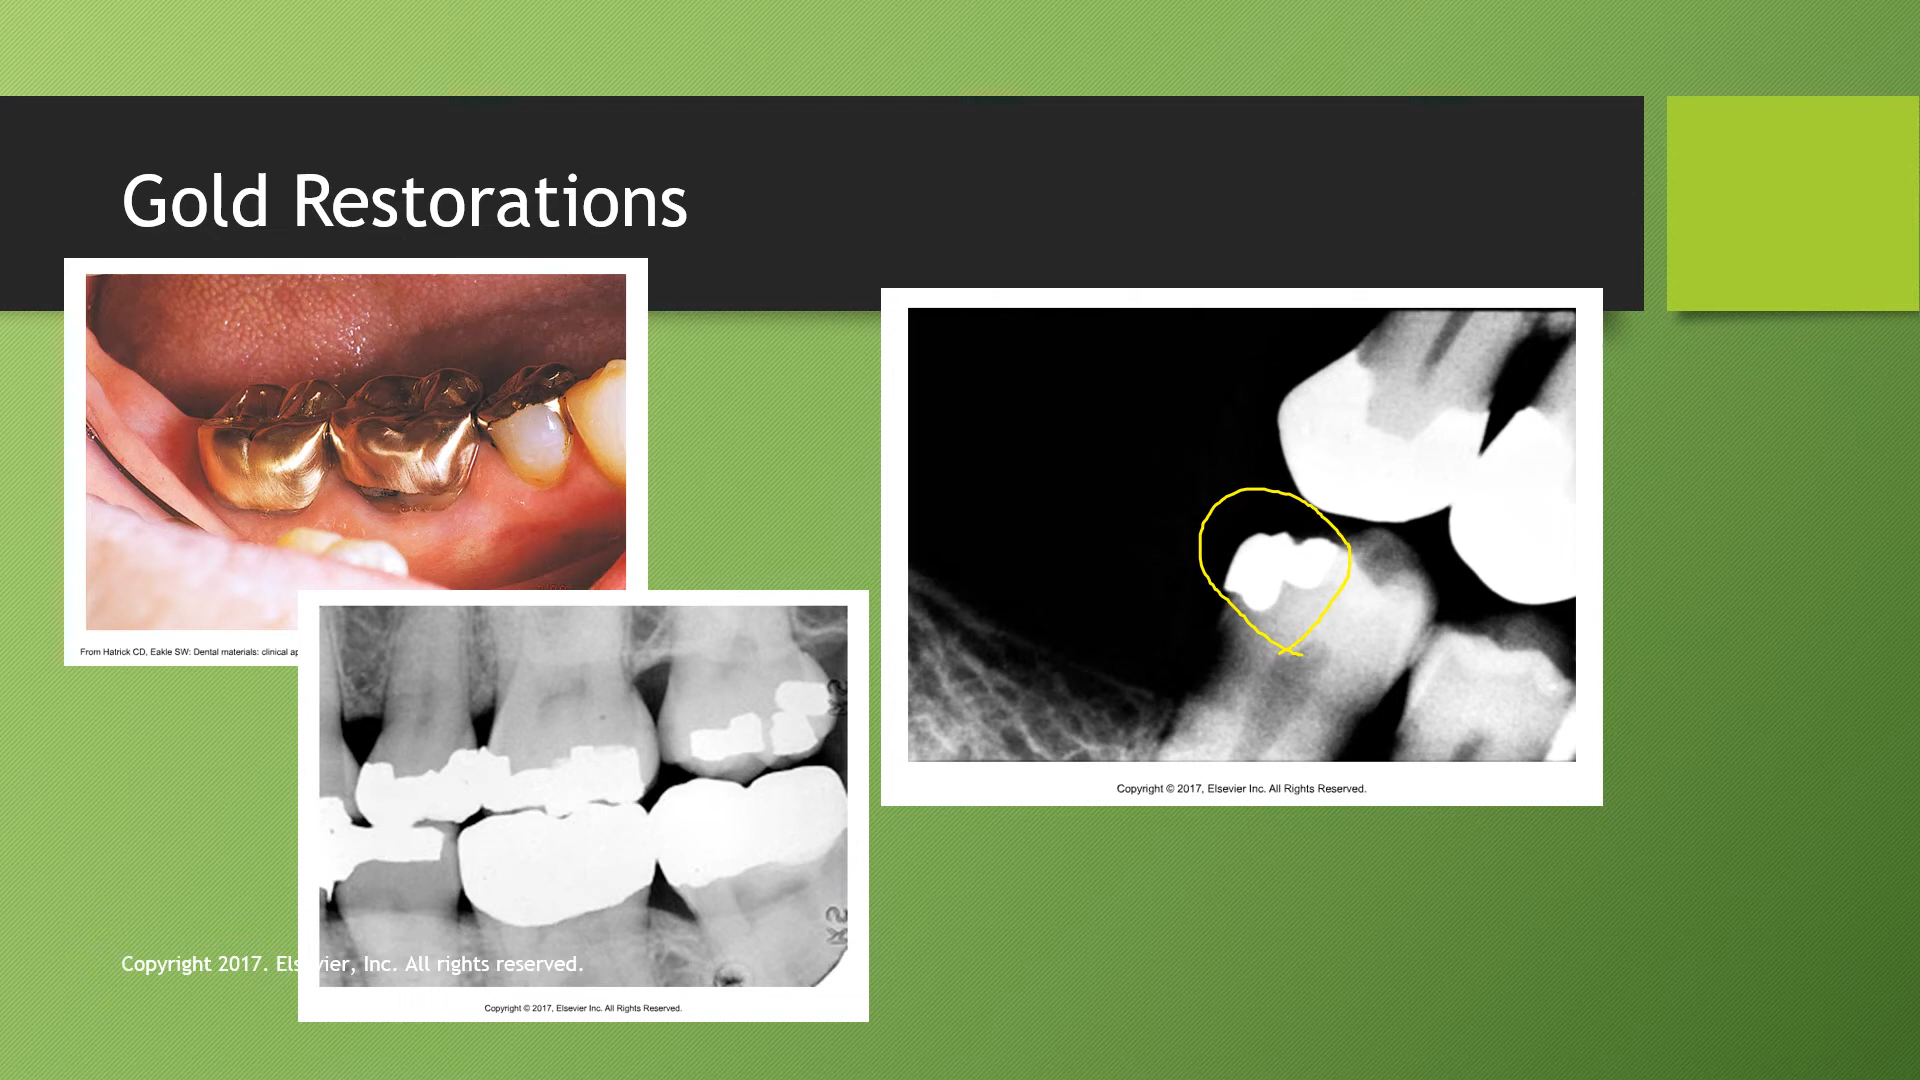 Gold Restorations
From Hatrick CD, Eakle SW: Dental materials: clinical
Copyright © 2017, Elsevier Inc. All Rights Reserved.
Copyright 2017. Elsevier, Inc. All rights reserved.
Copyright © 2017, Elsevier Inc. All Rights Reserved.